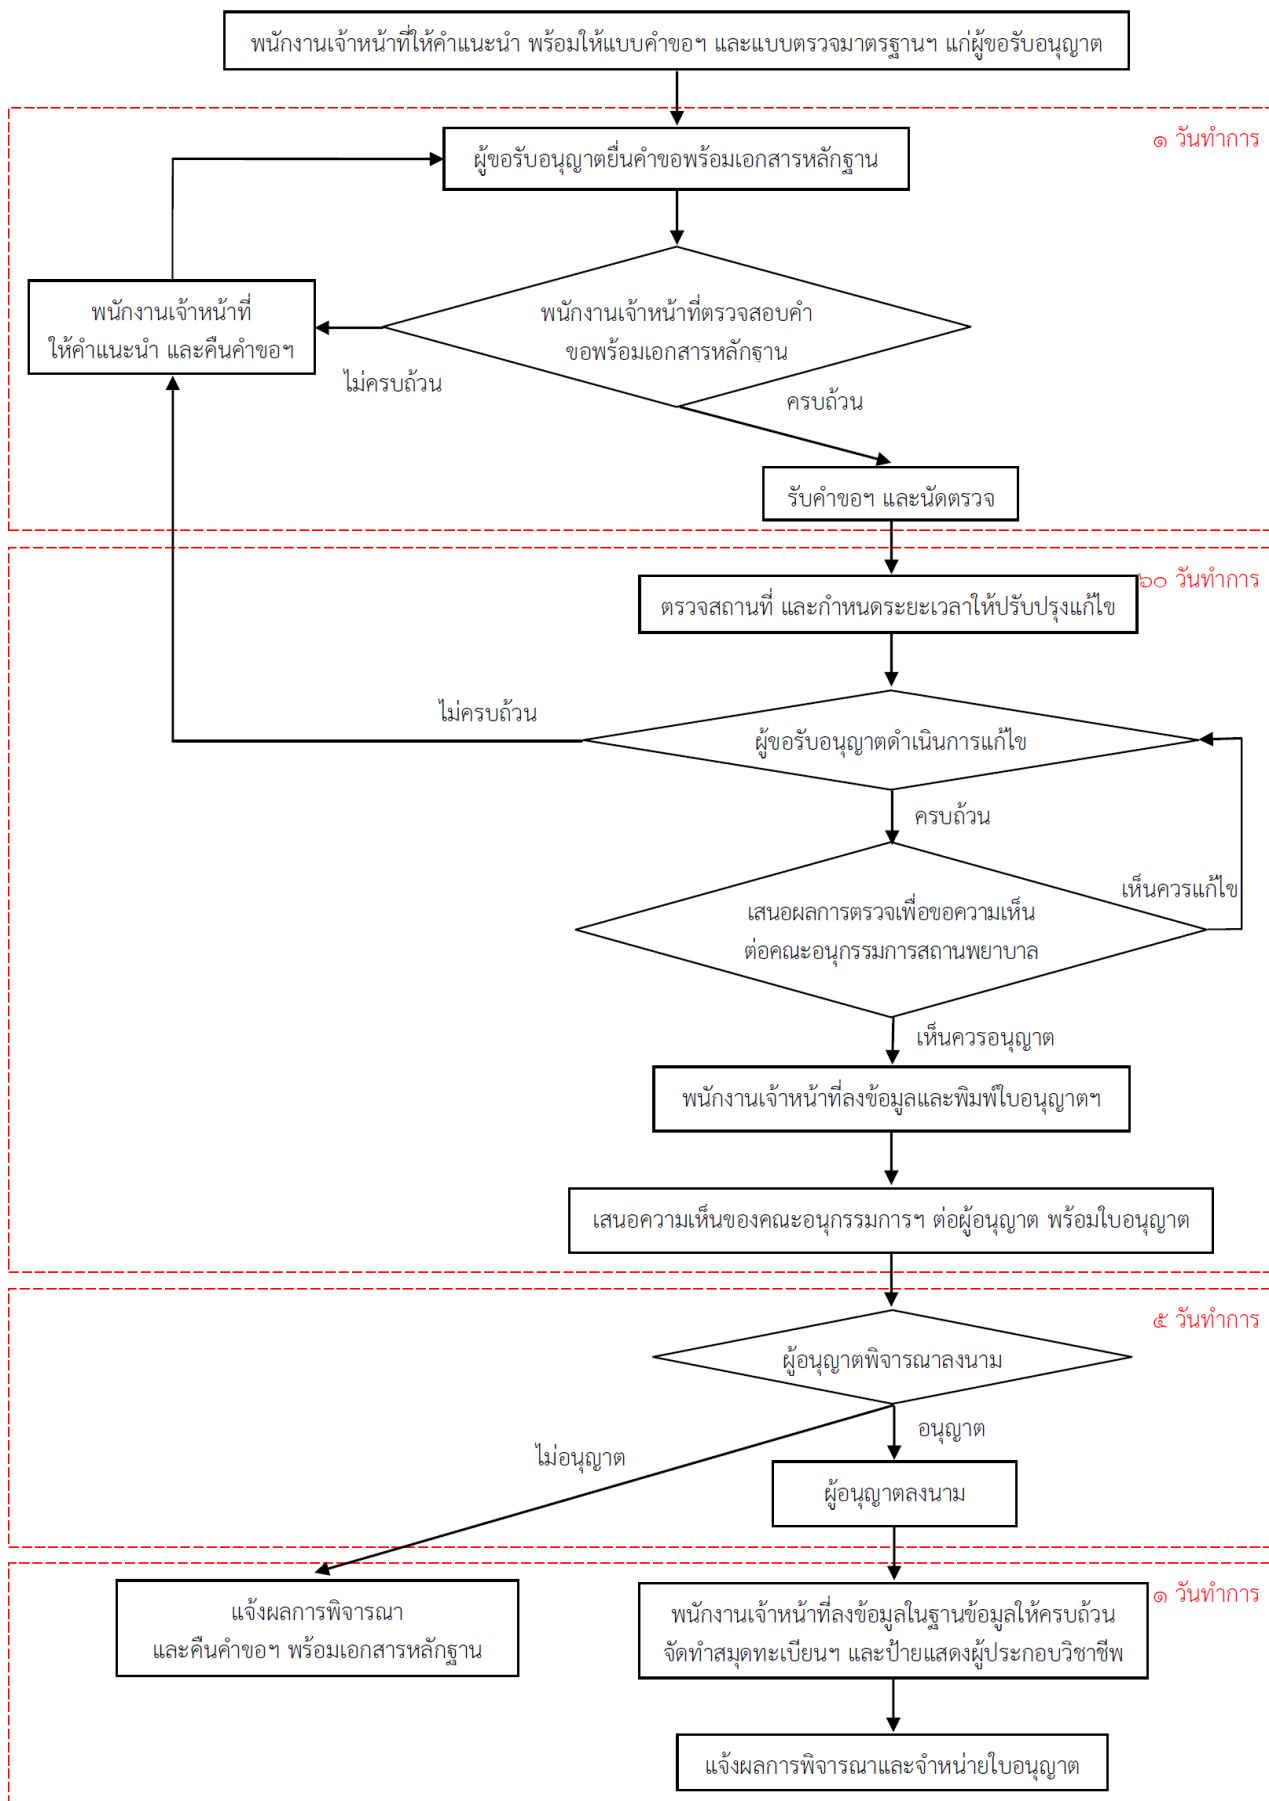 พนักงานเจ้าหน้าที่ให้คำแนะนำ พร้อมให้แบบคำขอฯ และแบบตรวจมาตรฐานฯ แก่ผู้ขอรับอนุญาต
๑ วันทำการ
ผู้ขอรับอนุญาตยื่นคำขอพร้อมเอกสารหลักฐาน
พนักงานเจ้าหน้าที่
ให้คำแนะนำ และคืนคำขอฯ
พนักงานเจ้าหน้าที่ตรวจสอบคำ
ขอพร้อมเอกสารหลักฐาน
ไม่ครบถ้วน
ครบถ้วน
รับคำขอฯ และนัดตรวจ
๖๐ วันทำการ
ตรวจสถานที่ และกำหนดระยะเวลาให้ปรับปรุงแก้ไข
ไม่ครบถ้วน
ผู้ขอรับอนุญาตดำเนินการแก้ไข
ครบถ้วน
เห็นควรแก้ไข
เสนอผลการตรวจเพื่อขอความเห็น
ต่อคณะอนุกรรมการสถานพยาบาล
เห็นควรอนุญาต
พนักงานเจ้าหน้าที่ลงข้อมูลและพิมพ์ใบอนุญาตฯ
เสนอความเห็นของคณะอนุกรรมการฯ ต่อผู้อนุญาต พร้อมใบอนุญาต
๕ วันทำการ
ผู้อนุญาตพิจารณาลงนาม
อนุญาต
ไม่อนุญาต
ผู้อนุญาตลงนาม
๑ วันทำการ
แจ้งผลการพิจารณา
และคืนคำขอฯ พร้อมเอกสารหลักฐาน
พนักงานเจ้าหน้าที่ลงข้อมูลในฐานข้อมูลให้ครบถ้วน
จัดทำสมุดทะเบียนฯ และป้ายแสดงผู้ประกอบวิชาชีพ
แจ้งผลการพิจารณาและจำหน่ายใบอนุญาต